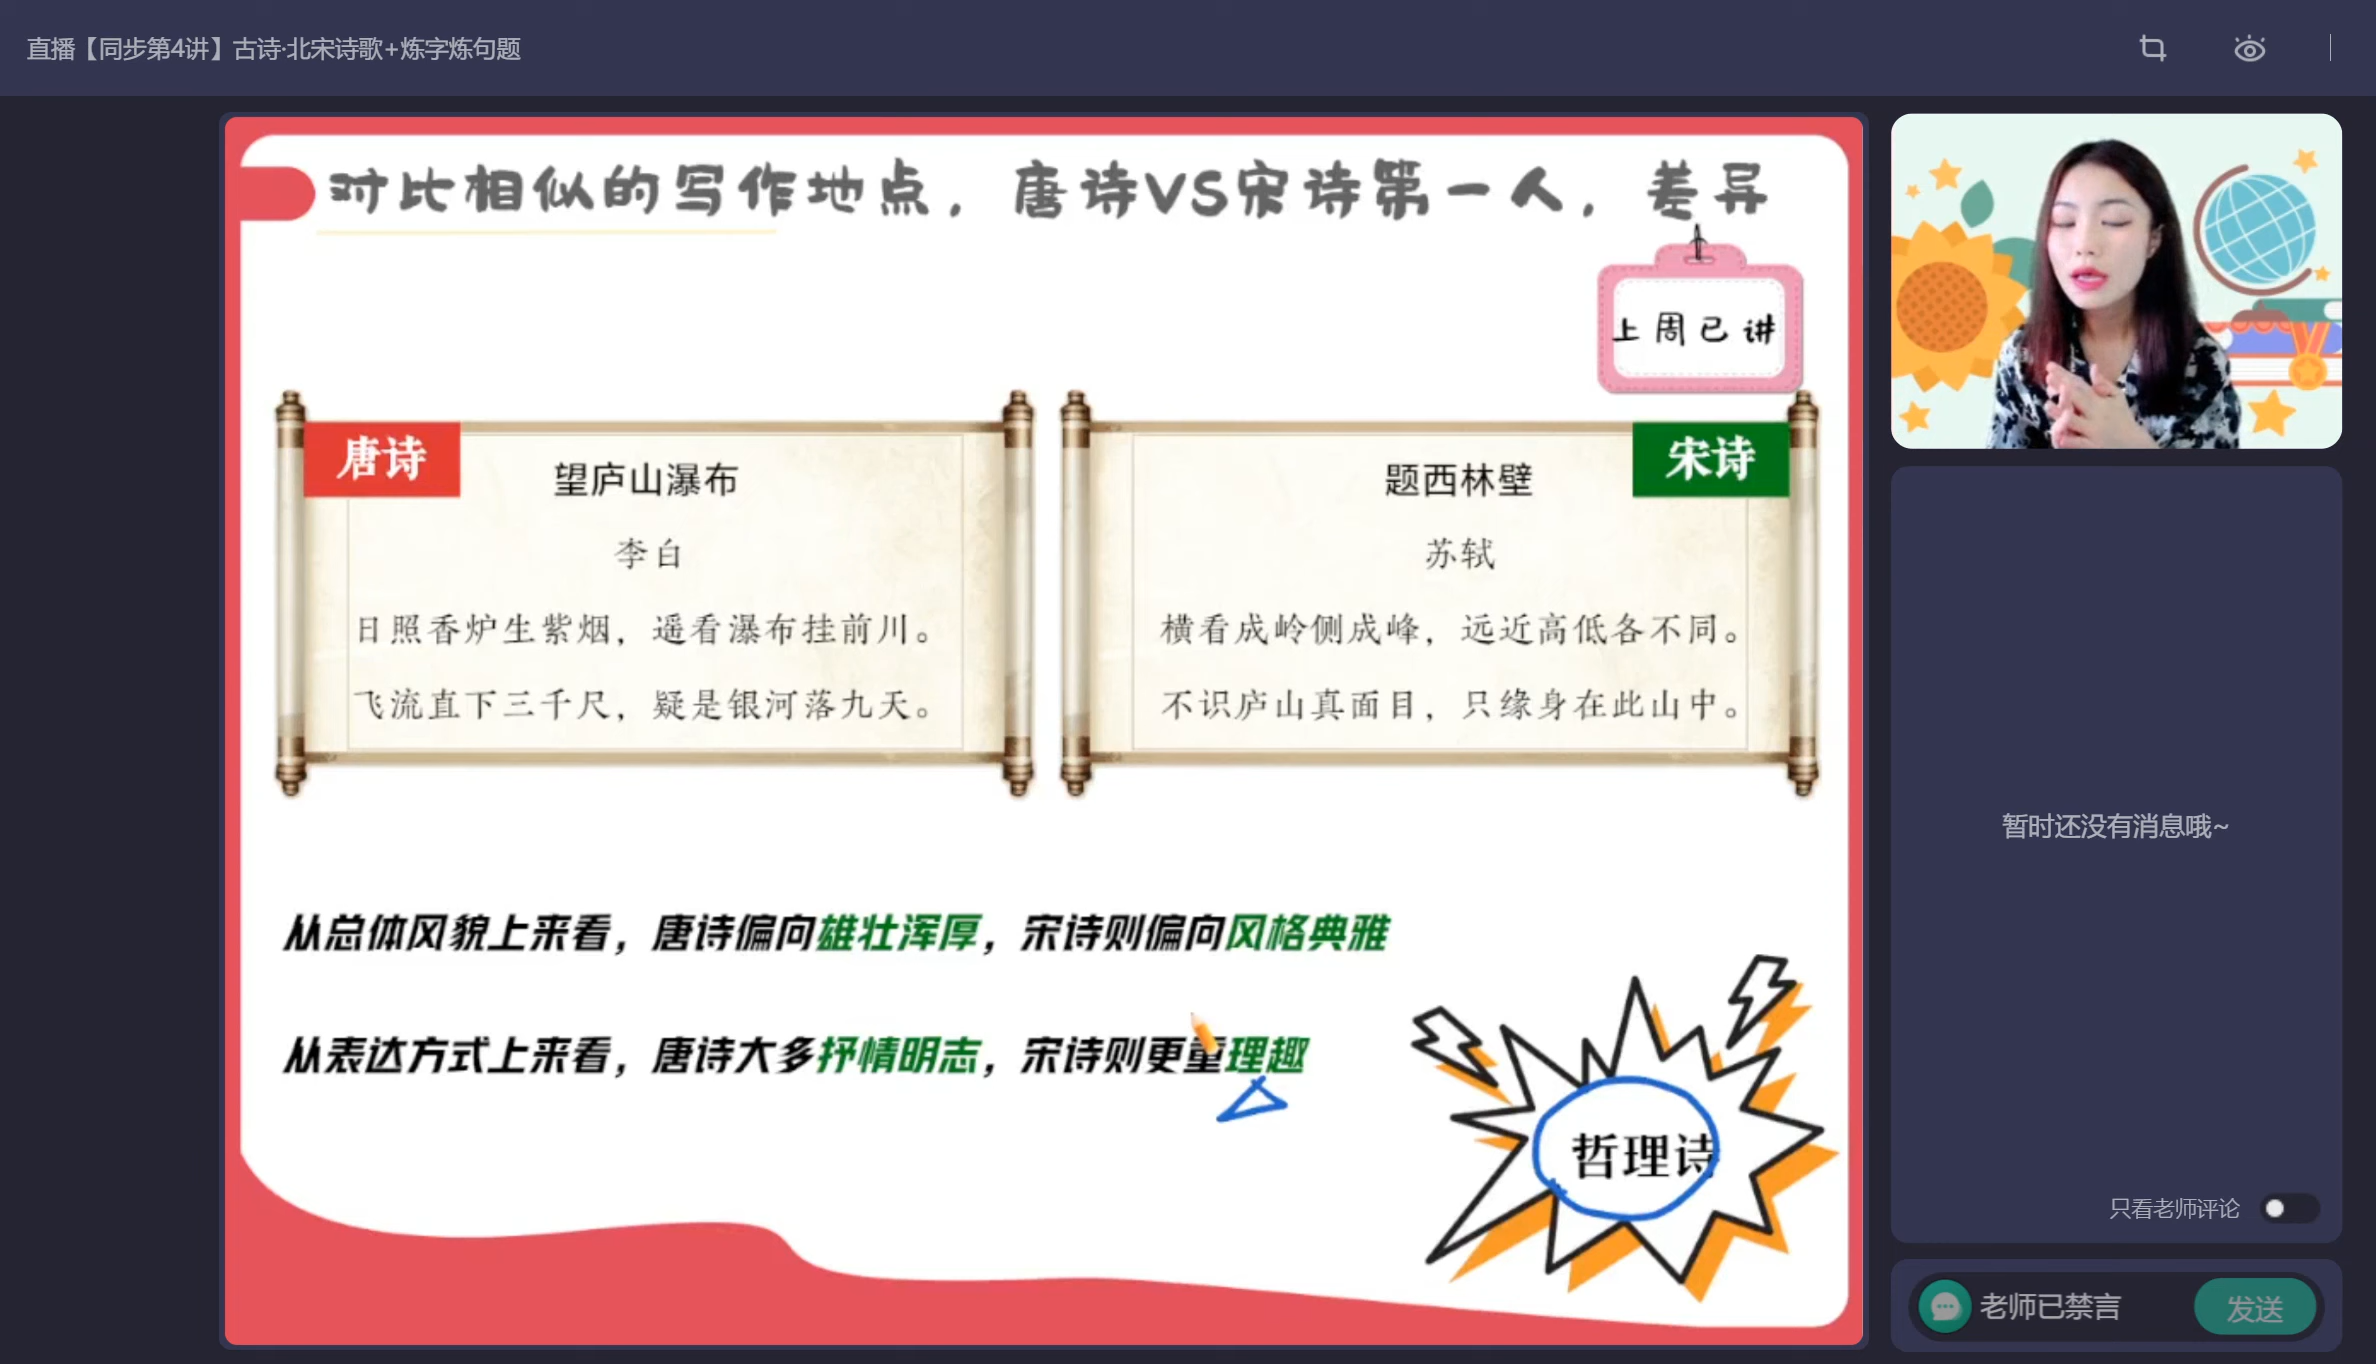 直播【同步第4讲】古诗·北宋诗歌+炼字炼句题
对比相似的写作地点，唐诗VS宋诗第一人，差异
上周已讲
唐诗
望庐山瀑布
李白
日照香炉生紫烟，遥看瀑布挂前川。
飞流直下三千尺，疑是银河落九天。
宋诗
题西林壁
苏轼
横看成岭侧成峰，远近高低各不同。
不识庐山真面目，只缘身在此山中。
从总体风貌上来看，唐诗偏向雄壮浑厚，宋诗则偏向风格典雅
从表达方式上来看，唐诗大多抒情明志，宋诗则更重理趣
哲理诗
暂时还没有消息哦~
只看老师评论
老师已禁言
发送